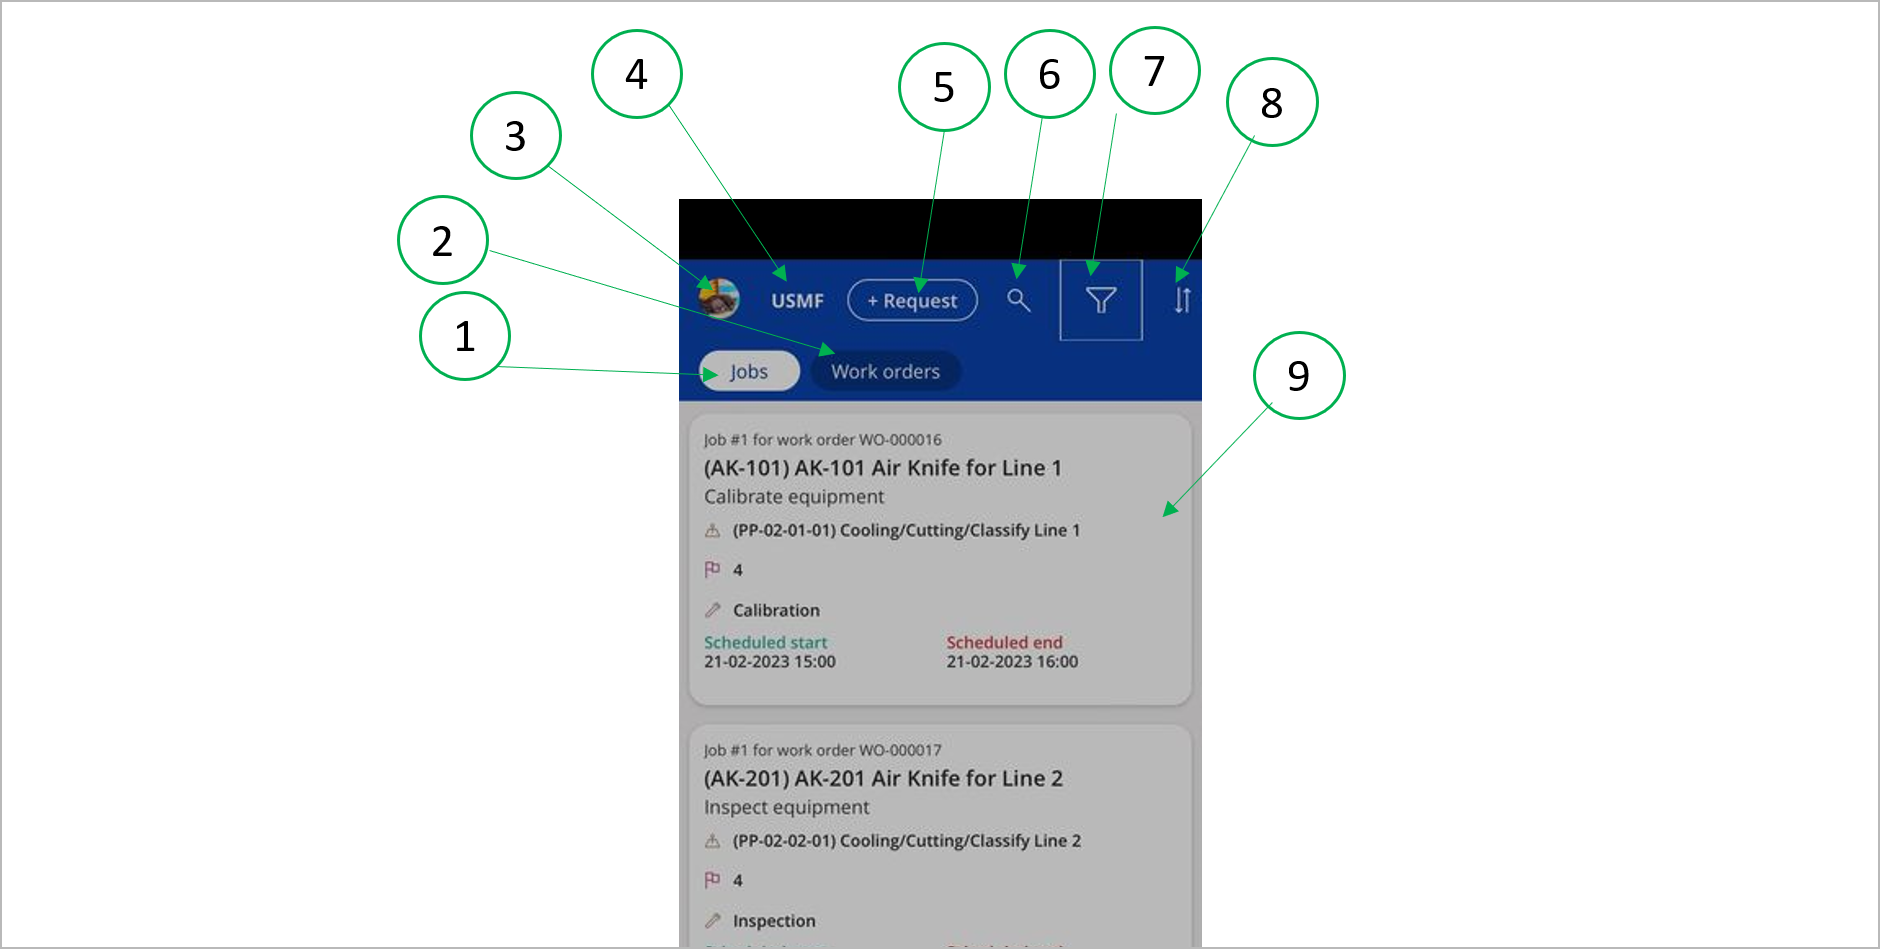 4
5
6
7
8
3
2
1
9
USMF
+ Request
Jobs
Work orders
Job #1 for work order WO-000016
(AK-101) AK-101 Air Knife for Line 1
Calibrate equipment
(PP-02-01-01) Cooling/Cutting/Classify Line 1
4
Calibration
Scheduled start
Scheduled end
21-02-2023 15:00
21-02-2023 16:00
Job #1 for work order WO-000017
(AK-201) AK-201 Air Knife for Line 2
Inspect equipment
(PP-02-02-01) Cooling/Cutting/Classify Line 2
4
Inspection